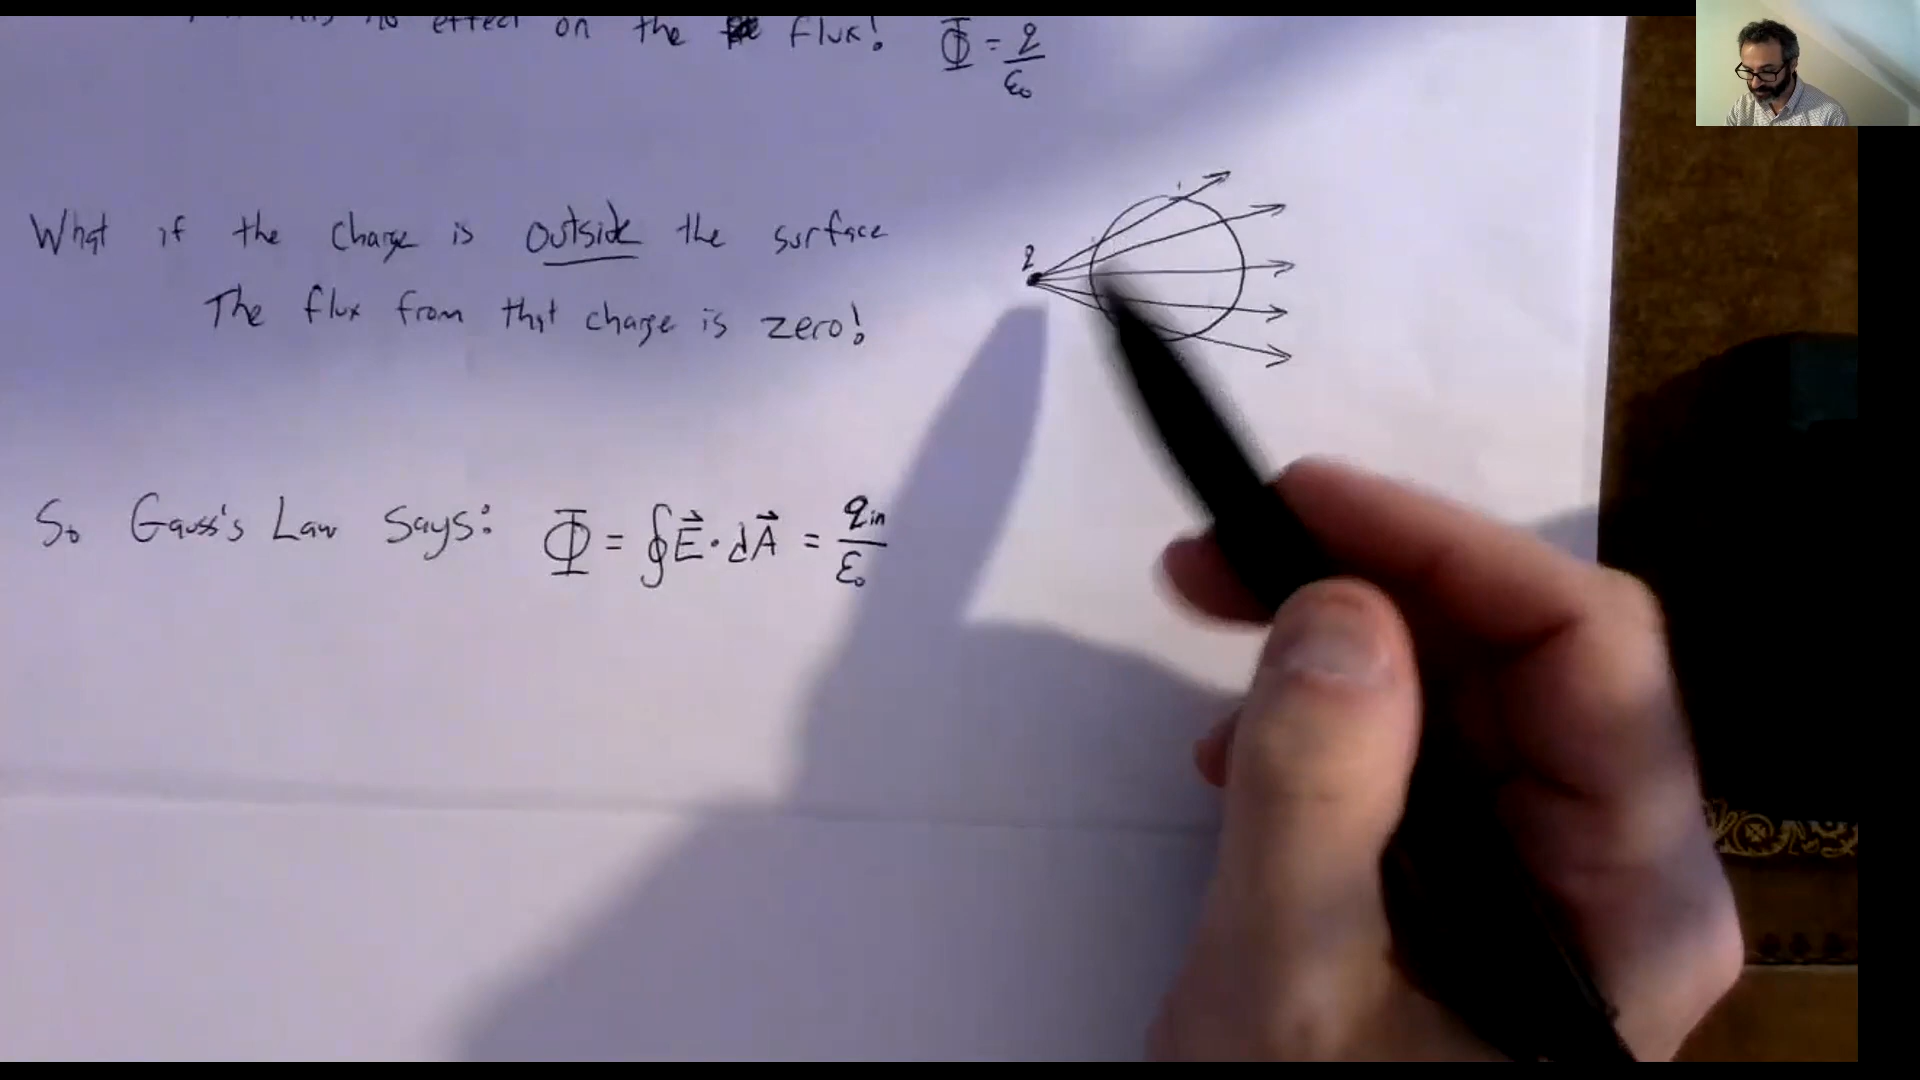 no effect on the flux! Φ = q/ε₀
What if the charge is outside the surface
q
The flux from that charge is zero!
So Gauss's Law Says: Φ = ∮E⃗·dA⃗ = q_in/ε₀